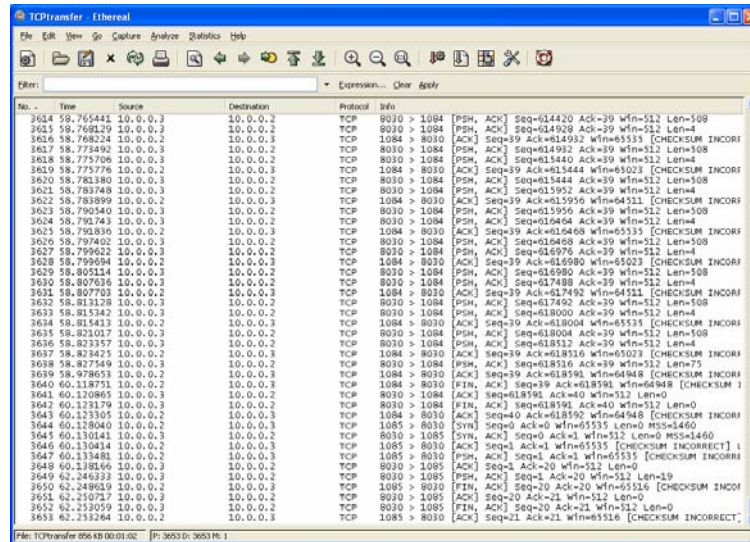 TCPtransfer - Ethereal
File Edit View Go Capture Analyze Statistics Help
Filter: Expression... Clear Apply
No. . Time Source Destination Protocol Info
3614 58.765441 10.0.0.3 10.0.0.2 TCP 8030 > 1084 [PSH, ACK] Seq=614420 Ack=39 Win=512 Len=508
3615 58.768129 10.0.0.3 10.0.0.2 TCP 8030 > 1084 [PSH, ACK] Seq=614928 Ack=39 Win=512 Len=4
3616 58.768224 10.0.0.2 10.0.0.3 TCP 1084 > 8030 [ACK] Seq=39 Ack=614932 Win=65535 [CHECKSUM INCORR
3617 58.773492 10.0.0.3 10.0.0.2 TCP 8030 > 1084 [PSH, ACK] Seq=614932 Ack=39 Win=512 Len=508
3618 58.775706 10.0.0.3 10.0.0.2 TCP 8030 > 1084 [PSH, ACK] Seq=615440 Ack=39 Win=512 Len=4
3619 58.775776 10.0.0.2 10.0.0.3 TCP 1084 > 8030 [ACK] Seq=39 Ack=615444 Win=65023 [CHECKSUM INCORR
3620 58.781380 10.0.0.3 10.0.0.2 TCP 8030 > 1084 [PSH, ACK] Seq=615444 Ack=39 Win=512 Len=508
3621 58.783748 10.0.0.3 10.0.0.2 TCP 8030 > 1084 [PSH, ACK] Seq=615952 Ack=39 Win=512 Len=4
3622 58.783899 10.0.0.2 10.0.0.3 TCP 1084 > 8030 [ACK] Seq=39 Ack=615956 Win=64511 [CHECKSUM INCORR
3623 58.790540 10.0.0.3 10.0.0.2 TCP 8030 > 1084 [PSH, ACK] Seq=615956 Ack=39 Win=512 Len=508
3624 58.791743 10.0.0.3 10.0.0.2 TCP 8030 > 1084 [PSH, ACK] Seq=616464 Ack=39 Win=512 Len=4
3625 58.791836 10.0.0.2 10.0.0.3 TCP 1084 > 8030 [ACK] Seq=39 Ack=616468 Win=65535 [CHECKSUM INCORR
3626 58.797402 10.0.0.3 10.0.0.2 TCP 8030 > 1084 [PSH, ACK] Seq=616468 Ack=39 Win=512 Len=508
3627 58.799622 10.0.0.3 10.0.0.2 TCP 8030 > 1084 [PSH, ACK] Seq=616976 Ack=39 Win=512 Len=4
3628 58.799694 10.0.0.2 10.0.0.3 TCP 1084 > 8030 [ACK] Seq=39 Ack=616980 Win=65023 [CHECKSUM INCORR
3629 58.805114 10.0.0.3 10.0.0.2 TCP 8030 > 1084 [PSH, ACK] Seq=616980 Ack=39 Win=512 Len=508
3630 58.807636 10.0.0.3 10.0.0.2 TCP 8030 > 1084 [PSH, ACK] Seq=617488 Ack=39 Win=512 Len=4
3631 58.807703 10.0.0.2 10.0.0.3 TCP 1084 > 8030 [ACK] Seq=39 Ack=617492 Win=64511 [CHECKSUM INCORR
3632 58.813128 10.0.0.3 10.0.0.2 TCP 8030 > 1084 [PSH, ACK] Seq=617492 Ack=39 Win=512 Len=508
3633 58.815342 10.0.0.3 10.0.0.2 TCP 8030 > 1084 [PSH, ACK] Seq=618000 Ack=39 Win=512 Len=4
3634 58.815413 10.0.0.2 10.0.0.3 TCP 1084 > 8030 [ACK] Seq=39 Ack=618004 Win=65535 [CHECKSUM INCORR
3635 58.821017 10.0.0.3 10.0.0.2 TCP 8030 > 1084 [PSH, ACK] Seq=618004 Ack=39 Win=512 Len=508
3636 58.823357 10.0.0.3 10.0.0.2 TCP 8030 > 1084 [PSH, ACK] Seq=618512 Ack=39 Win=512 Len=4
3637 58.823425 10.0.0.2 10.0.0.3 TCP 1084 > 8030 [ACK] Seq=39 Ack=618516 Win=65023 [CHECKSUM INCORR
3638 58.827549 10.0.0.3 10.0.0.2 TCP 8030 > 1084 [PSH, ACK] Seq=618516 Ack=39 Win=512 Len=75
3639 58.978653 10.0.0.2 10.0.0.3 TCP 1084 > 8030 [ACK] Seq=39 Ack=618591 Win=64948 [CHECKSUM INCORR
3640 60.118751 10.0.0.2 10.0.0.3 TCP 1084 > 8030 [FIN, ACK] Seq=39 Ack=618591 Win=64948 [CHECKSUM I
3641 60.120865 10.0.0.3 10.0.0.2 TCP 8030 > 1084 [ACK] Seq=618591 Ack=40 Win=512 Len=0
3642 60.123179 10.0.0.3 10.0.0.2 TCP 8030 > 1084 [FIN, ACK] Seq=618591 Ack=40 Win=512 Len=0
3643 60.123305 10.0.0.2 10.0.0.3 TCP 1084 > 8030 [ACK] Seq=40 Ack=618592 Win=64948 [CHECKSUM INCORR
3644 60.128040 10.0.0.2 10.0.0.3 TCP 1085 > 8030 [SYN] Seq=0 Ack=0 Win=65535 Len=0 MSS=1460
3645 60.130141 10.0.0.3 10.0.0.2 TCP 8030 > 1085 [SYN, ACK] Seq=0 Ack=1 Win=512 Len=0 MSS=1460
3646 60.130414 10.0.0.2 10.0.0.3 TCP 1085 > 8030 [ACK] Seq=1 Ack=1 Win=65535 [CHECKSUM INCORRECT] L
3647 60.133481 10.0.0.2 10.0.0.3 TCP 1085 > 8030 [PSH, ACK] Seq=1 Ack=1 Win=65535 [CHECKSUM INCORRE
3648 60.138166 10.0.0.3 10.0.0.2 TCP 8030 > 1085 [ACK] Seq=1 Ack=20 Win=512 Len=0
3649 62.246333 10.0.0.3 10.0.0.2 TCP 8030 > 1085 [PSH, ACK] Seq=1 Ack=20 Win=512 Len=19
3650 62.248619 10.0.0.2 10.0.0.3 TCP 1085 > 8030 [FIN, ACK] Seq=20 Ack=20 Win=65516 [CHECKSUM INCOR
3651 62.250717 10.0.0.3 10.0.0.2 TCP 8030 > 1085 [ACK] Seq=20 Ack=21 Win=512 Len=0
3652 62.253059 10.0.0.3 10.0.0.2 TCP 8030 > 1085 [FIN, ACK] Seq=20 Ack=21 Win=512 Len=0
3653 62.253264 10.0.0.2 10.0.0.3 TCP 1085 > 8030 [ACK] Seq=21 Ack=21 Win=65516 [CHECKSUM INCORRECT]
File: TCPtransfer 856 KB 00:01:02 P: 3653 D: 3653 M: 1